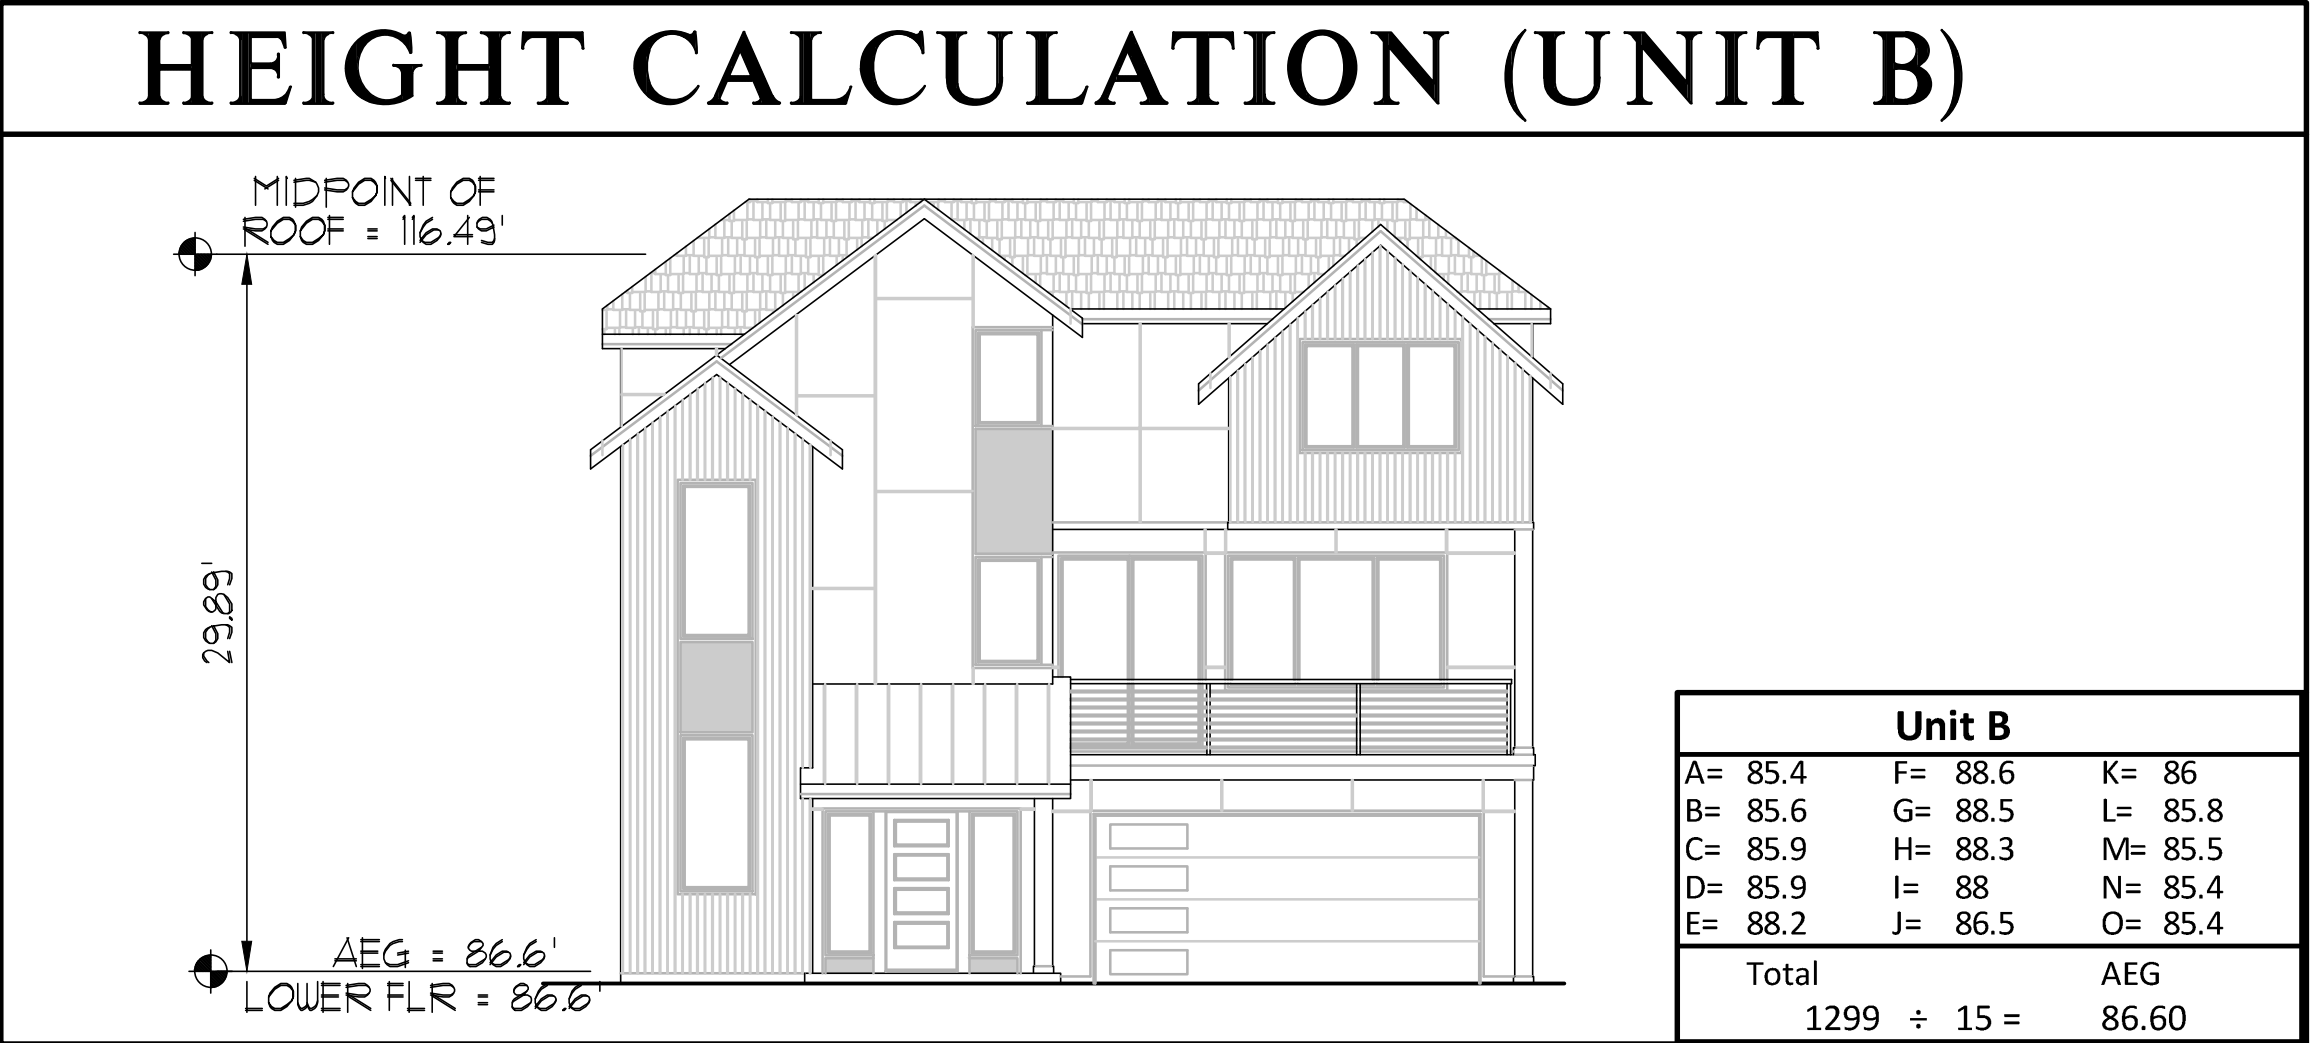 HEIGHT CALCULATION (UNIT B)
MIDPOINT OF
ROOF = 116.49'
29.89'
AEG = 86.6'
LOWER FLR = 86.6'
Unit B
A= 85.4 F= 88.6 K= 86
B= 85.6 G= 88.5 L= 85.8
C= 85.9 H= 88.3 M= 85.5
D= 85.9 I= 88 N= 85.4
E= 88.2 J= 86.5 O= 85.4
Total AEG
1299 ÷ 15 = 86.60